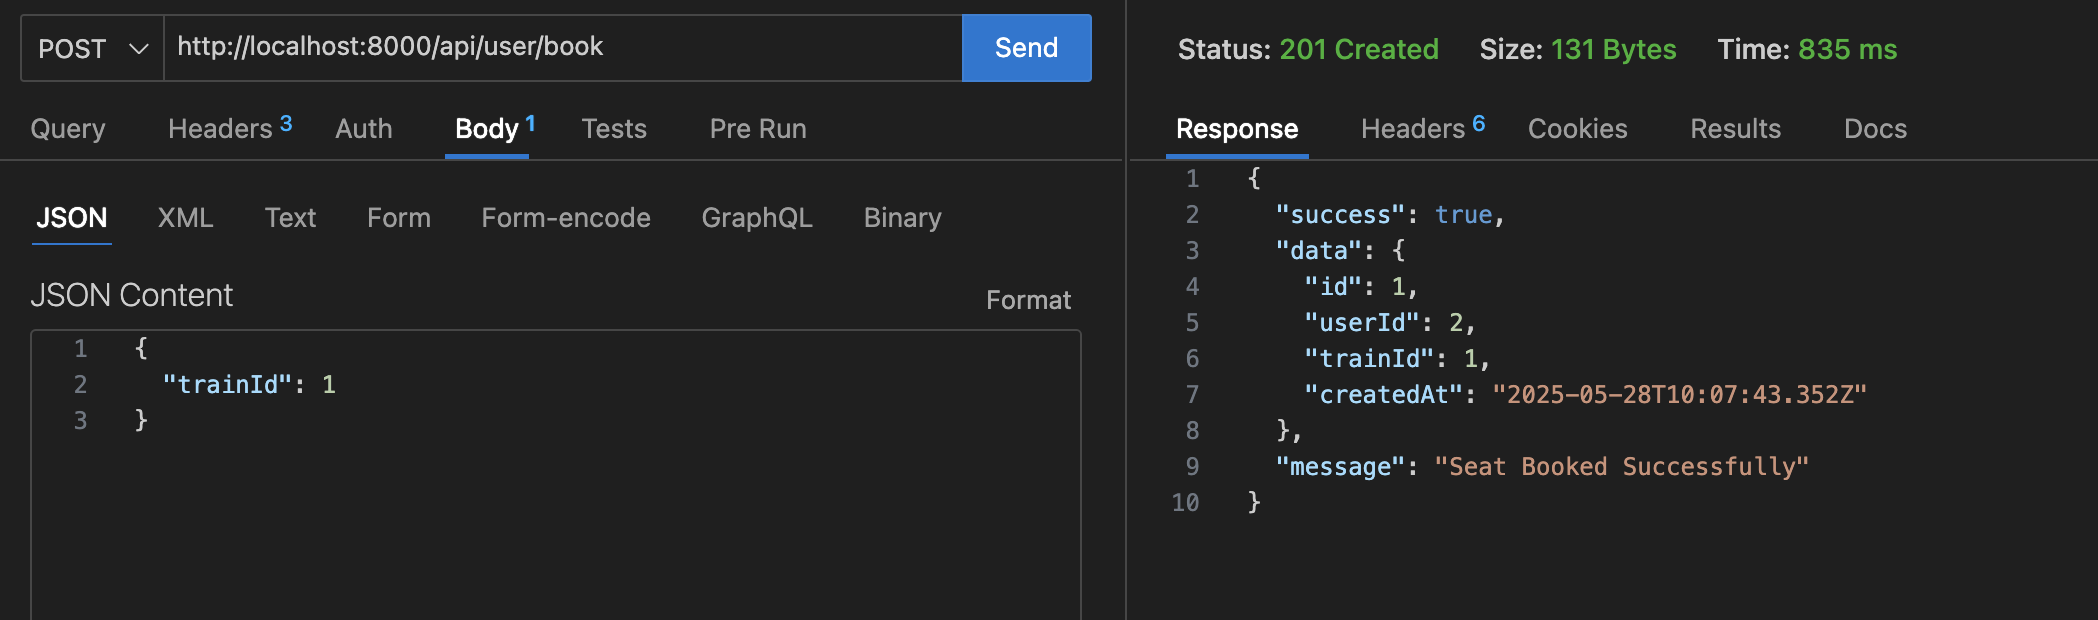 POST http://localhost:8000/api/user/book Send
Query Headers 3 Auth Body 1 Tests Pre Run
JSON XML Text Form Form-encode GraphQL Binary
JSON Content Format
1 {
2 "trainId": 1
3 }
Status: 201 Created Size: 131 Bytes Time: 835 ms
Response Headers 6 Cookies Results Docs
1 {
2 "success": true,
3 "data": {
4 "id": 1,
5 "userId": 2,
6 "trainId": 1,
7 "createdAt": "2025-05-28T10:07:43.352Z"
8 },
9 "message": "Seat Booked Successfully"
10 }